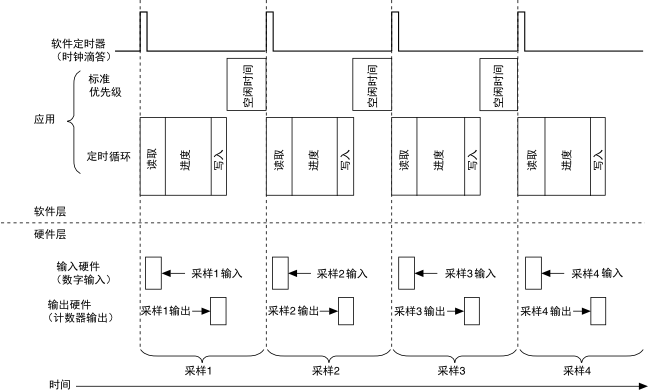 软件定时器
（时钟滴答）
标准
优先级
空闲时间
空闲时间
空闲时间
应用
定时循环
读取
进度
写入
读取
进度
写入
读取
进度
写入
读取
进度
写入
软件层
硬件层
输入硬件
（数字输入）
采样1输入
采样2输入
采样3输入
采样4输入
输出硬件
（计数器输出）
采样1输出
采样2输出
采样3输出
采样4输出
采样1
采样2
采样3
采样4
时间